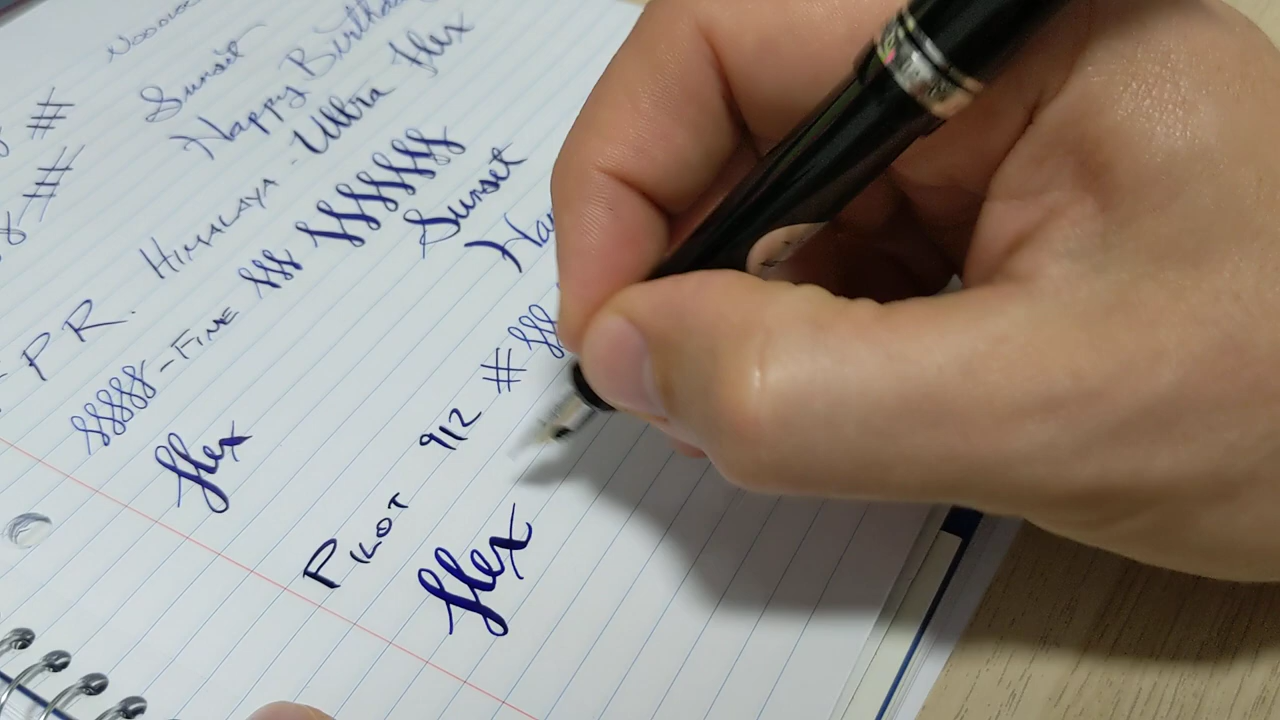 #
Sunset
#
Happy Birthday
PR. Himalaya - Ultra Flex
- Fine
Sunset
flex
Pilot 912 #
flex